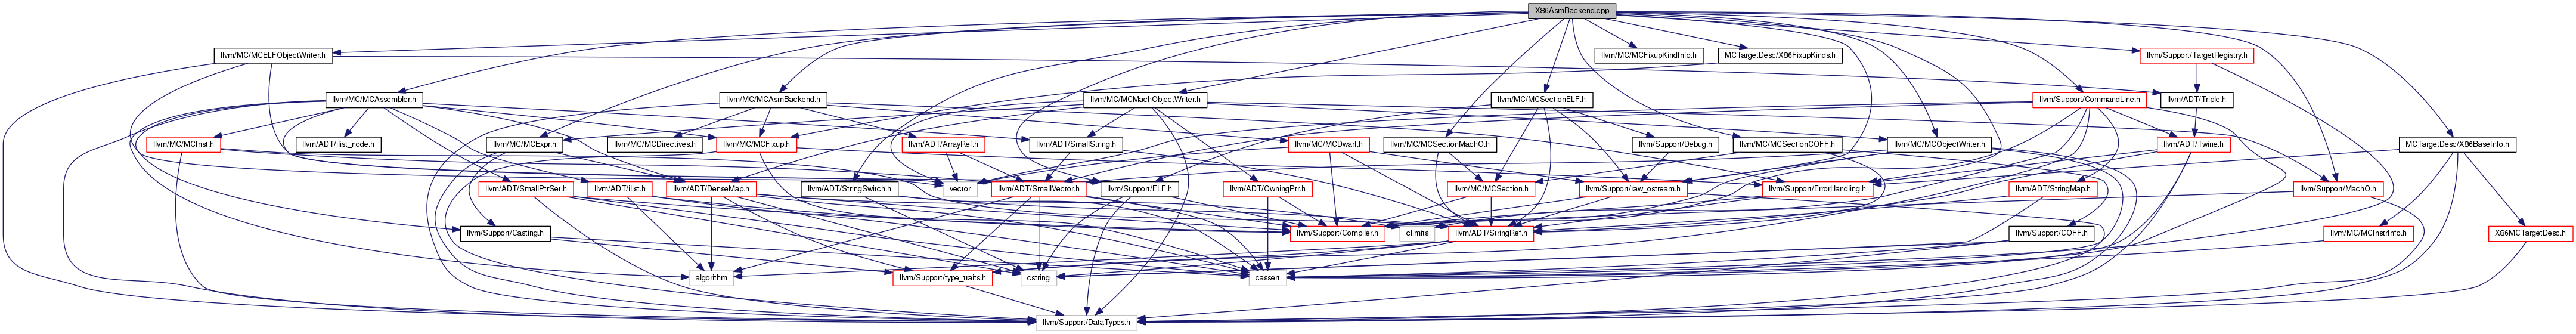 X86AsmBackend.cpp
llvm/MC/MCELFObjectWriter.h
llvm/MC/MCFixupKindInfo.h
MCTargetDesc/X86FixupKinds.h
llvm/Support/TargetRegistry.h
llvm/MC/MCAssembler.h
llvm/MC/MCAsmBackend.h
llvm/MC/MCMachObjectWriter.h
llvm/MC/MCSectionELF.h
llvm/Support/CommandLine.h
llvm/ADT/Triple.h
llvm/MC/MCInst.h
llvm/ADT/ilist_node.h
llvm/MC/MCExpr.h
llvm/MC/MCDirectives.h
llvm/MC/MCFixup.h
llvm/ADT/ArrayRef.h
llvm/ADT/SmallString.h
llvm/MC/MCDwarf.h
llvm/MC/MCSectionMachO.h
llvm/Support/Debug.h
llvm/MC/MCSectionCOFF.h
llvm/MC/MCObjectWriter.h
llvm/ADT/Twine.h
MCTargetDesc/X86BaseInfo.h
llvm/ADT/SmallPtrSet.h
llvm/ADT/ilist.h
llvm/ADT/DenseMap.h
llvm/ADT/StringSwitch.h
vector
llvm/ADT/SmallVector.h
llvm/Support/ELF.h
llvm/ADT/OwningPtr.h
llvm/MC/MCSection.h
llvm/Support/raw_ostream.h
llvm/Support/ErrorHandling.h
llvm/ADT/StringMap.h
llvm/Support/MachO.h
llvm/Support/Casting.h
llvm/Support/Compiler.h
climits
llvm/ADT/StringRef.h
llvm/Support/COFF.h
llvm/MC/MCInstrInfo.h
X86MCTargetDesc.h
algorithm
llvm/Support/type_traits.h
cstring
cassert
llvm/Support/DataTypes.h